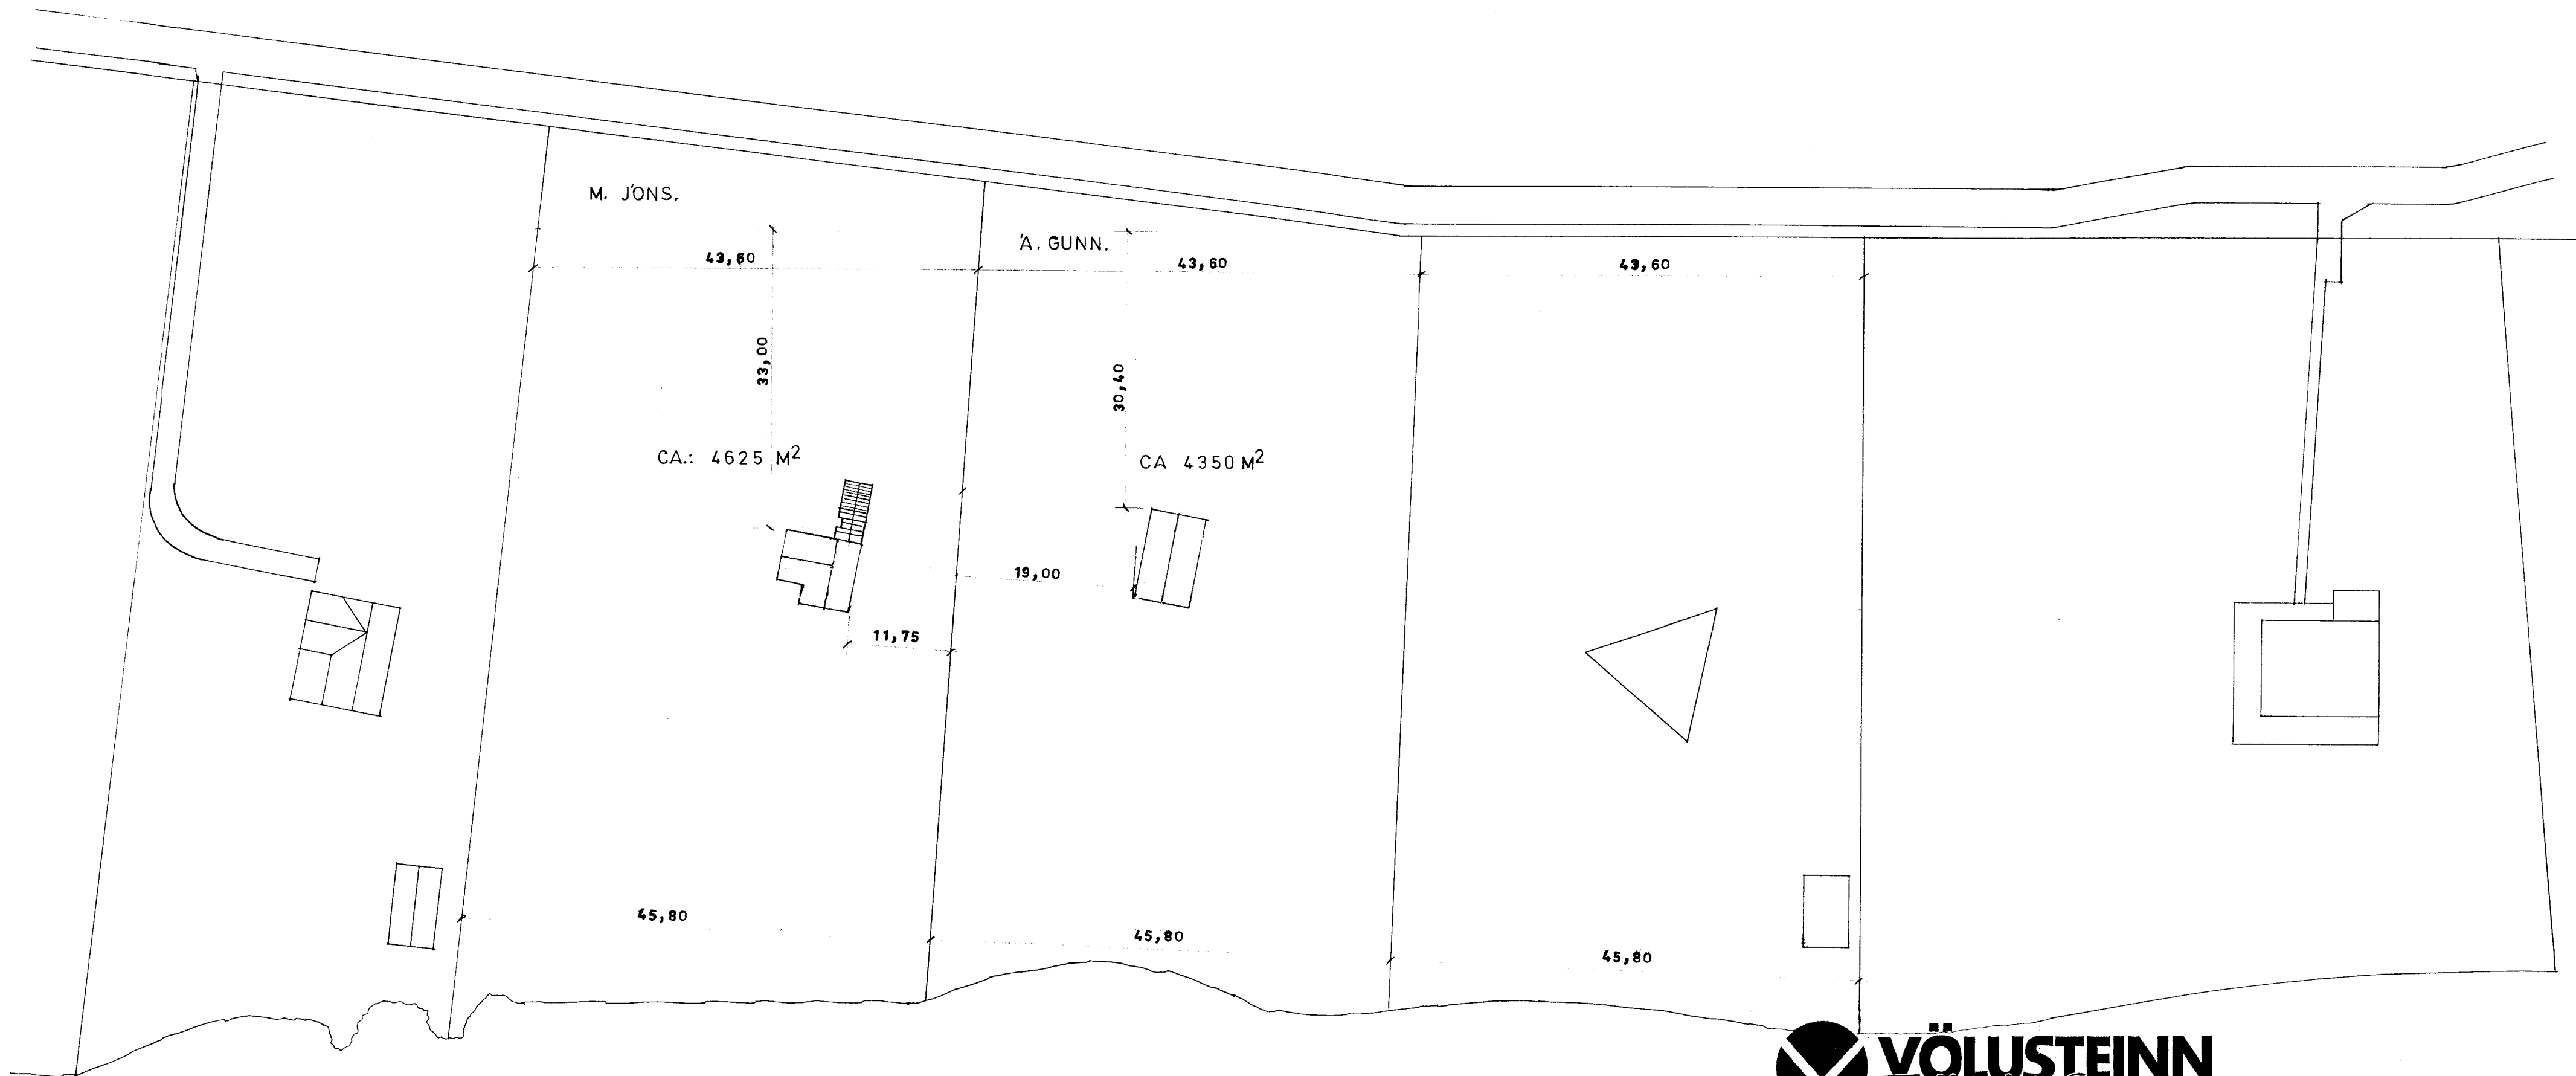 M. JÓNS.
Á. GUNN.
43,60
43,60
43,60
33,00
30,40
CA.: 4625 M²
CA 4350 M²
19,00
11,75
45,80
45,80
45,80
VÖLUSTEINN